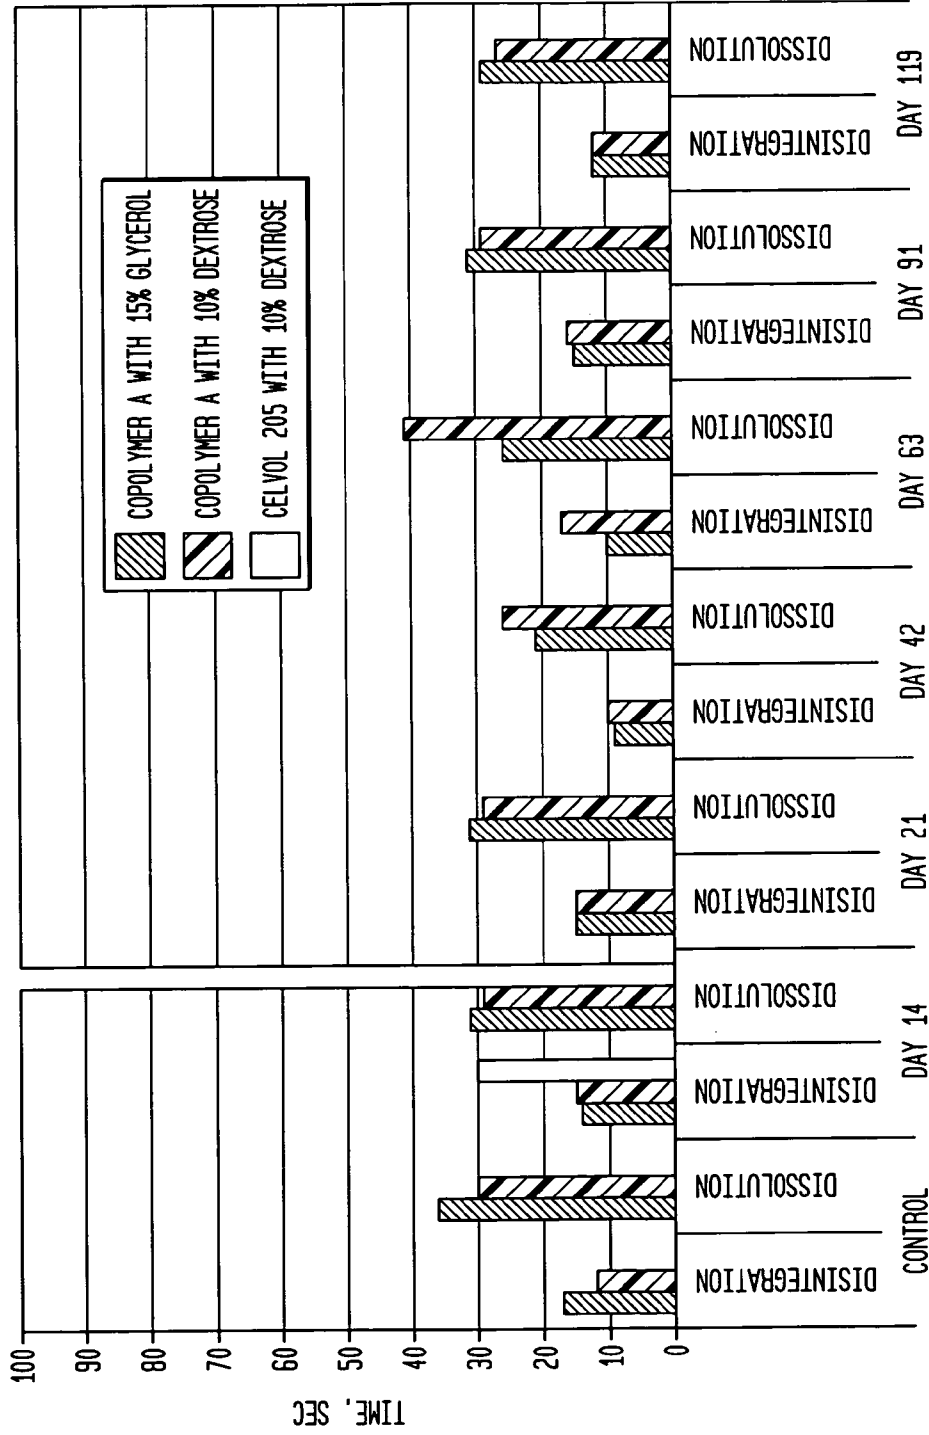 100
90
80
70
60
50
40
30
20
10
0
TIME, SEC
COPOLYMER A WITH 15% GLYCEROL
COPOLYMER A WITH 10% DEXTROSE
CELVOL 205 WITH 10% DEXTROSE
DISINTEGRATION
DISSOLUTION
DISINTEGRATION
DISSOLUTION
DISINTEGRATION
DISSOLUTION
DISINTEGRATION
DISSOLUTION
DISINTEGRATION
DISSOLUTION
DISINTEGRATION
DISSOLUTION
DISINTEGRATION
DISSOLUTION
CONTROL
DAY 14
DAY 21
DAY 42
DAY 63
DAY 91
DAY 119